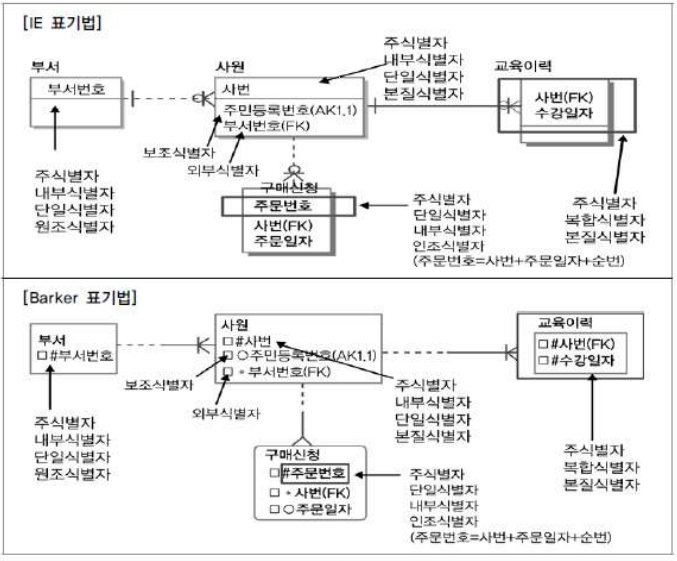 [IE 표기법]
부서
부서번호
주식별자
내부식별자
단일식별자
원조식별자
사원
사번
주민등록번호(AK1,1)
부서번호(FK)
보조식별자
외부식별자
주식별자
내부식별자
단일식별자
본질식별자
교육이력
사번(FK)
수강일자
주식별자
복합식별자
본질식별자
구매신청
주문번호
사번(FK)
주문일자
주식별자
단일식별자
내부식별자
인조식별자
(주문번호=사번+주문일자+순번)
[Barker 표기법]
부서
#부서번호
주식별자
내부식별자
단일식별자
원조식별자
사원
#사번
○주민등록번호(AK1,1)
* 부서번호(FK)
보조식별자
외부식별자
주식별자
내부식별자
단일식별자
본질식별자
교육이력
#사번(FK)
#수강일자
주식별자
복합식별자
본질식별자
구매신청
#주문번호
* 사번(FK)
○주문일자
주식별자
단일식별자
내부식별자
인조식별자
(주문번호=사번+주문일자+순번)